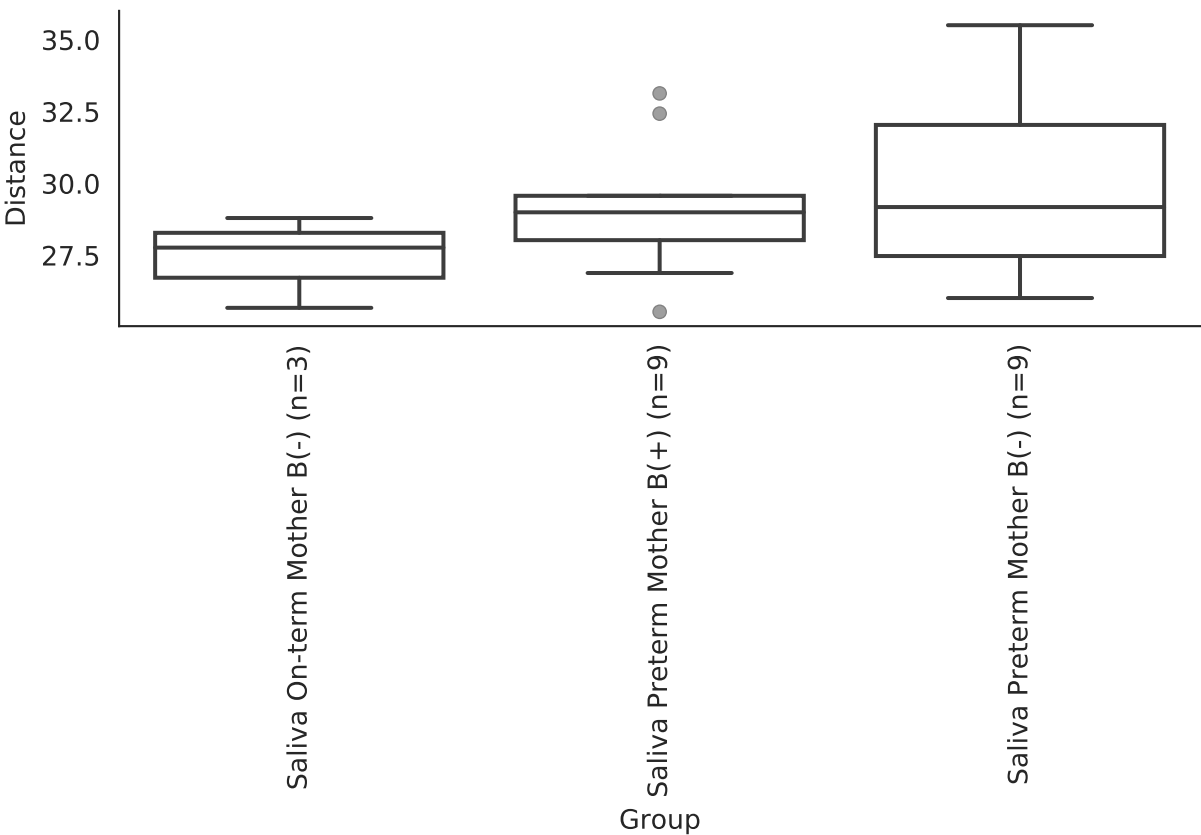 Distance
35.0
32.5
30.0
27.5
Saliva On-term Mother B(-) (n=3)
Saliva Preterm Mother B(+) (n=9)
Saliva Preterm Mother B(-) (n=9)
Group